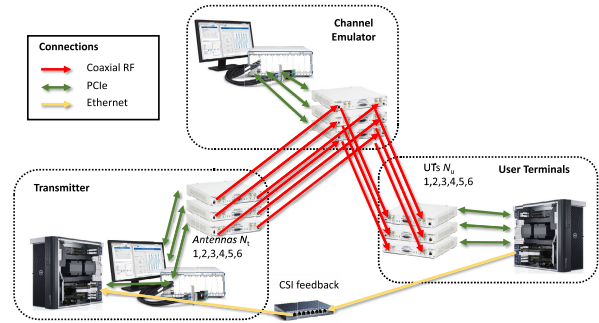 Channel
Emulator
Connections
Coaxial RF
PCIe
Ethernet
UTs Nu
1,2,3,4,5,6
User Terminals
Transmitter
Antennas Nt
1,2,3,4,5,6
CSI feedback